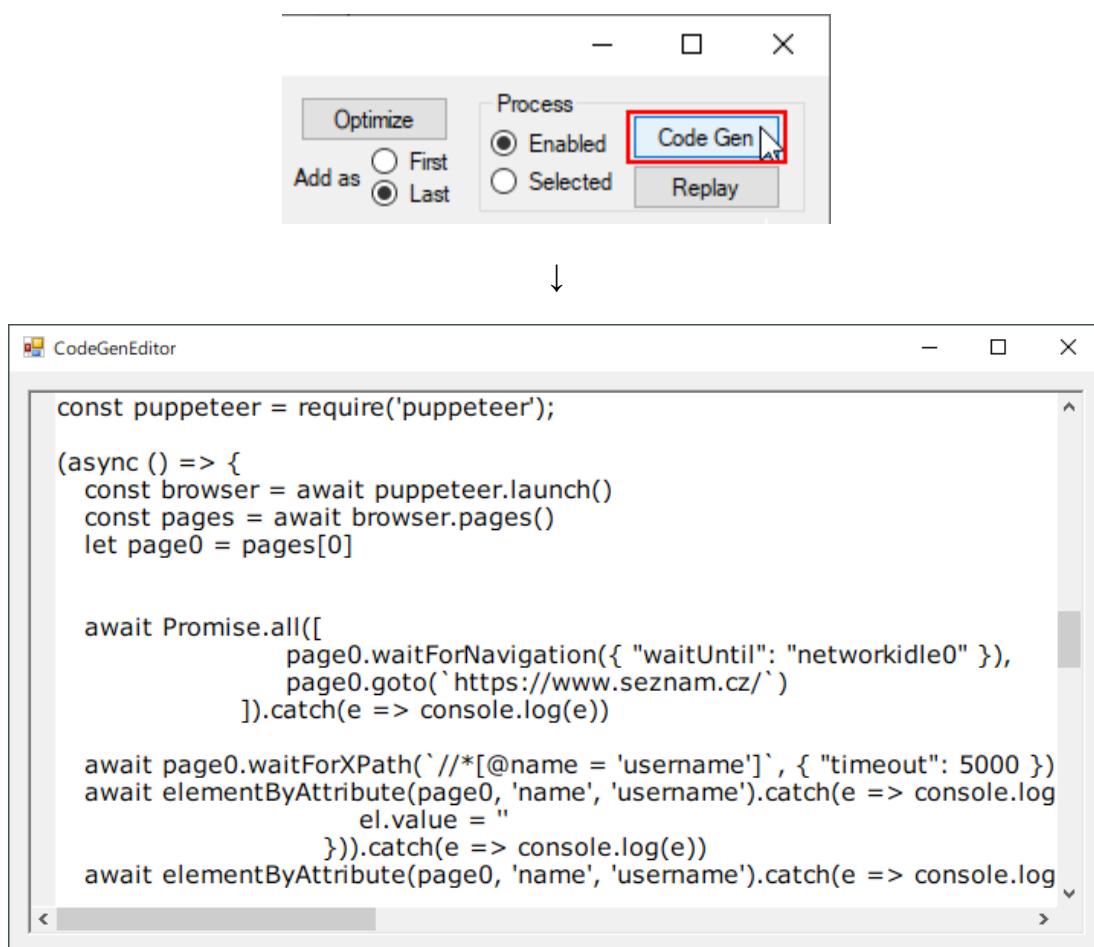 Optimize
Add as
First
Last
Process
Enabled
Selected
Code Gen
Replay
↓
CodeGenEditor
const puppeteer = require('puppeteer');
(async () => {
  const browser = await puppeteer.launch()
  const pages = await browser.pages()
  let page0 = pages[0]
  await Promise.all([
                page0.waitForNavigation({ "waitUntil": "networkidle0" }),
                page0.goto(`https://www.seznam.cz/`)
            ]).catch(e => console.log(e))
  await page0.waitForXPath(`//*[@name = 'username']`, { "timeout": 5000 })
  await elementByAttribute(page0, 'name', 'username').catch(e => console.log
                      el.value = ''
                  })).catch(e => console.log(e))
  await elementByAttribute(page0, 'name', 'username').catch(e => console.log